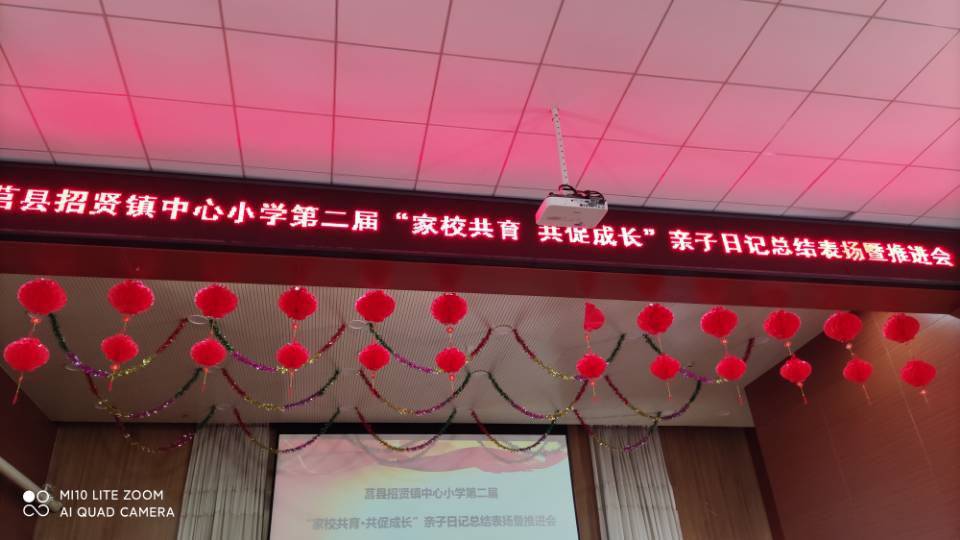 莒县招贤镇中心小学第二届“家校共育 共促成长”亲子日记总结表扬暨推进会
莒县招贤镇中心小学第二届
“家校共育·共促成长”亲子日记总结表扬暨推进会
MI10 LITE ZOOM
AI QUAD CAMERA